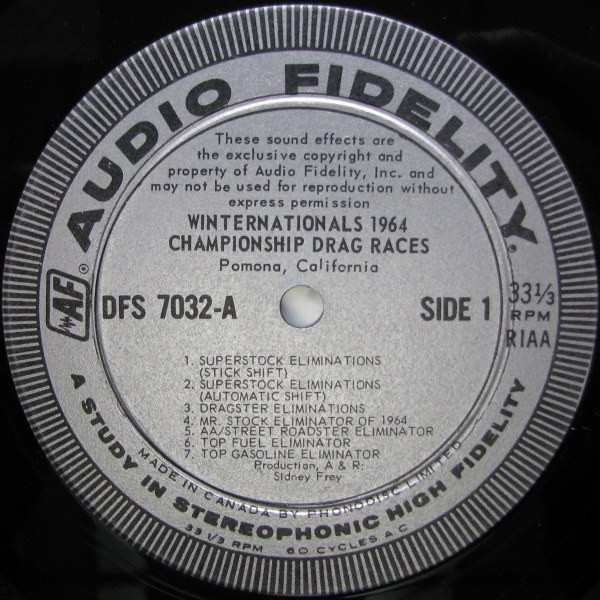 AUDIO FIDELITY®
These sound effects are
the exclusive copyright and
property of Audio Fidelity, Inc. and
may not be used for reproduction without
express permission
WINTERNATIONALS 1964
CHAMPIONSHIP DRAG RACES
Pomona, California
AF®
DFS 7032-A
SIDE 1
33⅓
RPM
RIAA
1. SUPERSTOCK ELIMINATIONS
(STICK SHIFT)
2. SUPERSTOCK ELIMINATIONS
(AUTOMATIC SHIFT)
3. DRAGSTER ELIMINATIONS
4. MR. STOCK ELIMINATOR OF 1964
5. AA/STREET ROADSTER ELIMINATOR
6. TOP FUEL ELIMINATOR
7. TOP GASOLINE ELIMINATOR
Production, A & R:
Sidney Frey
MADE IN CANADA BY PHONODISC LIMITED
A STUDY IN STEREOPHONIC HIGH FIDELITY
33 1/3 RPM 60 CYCLES A C